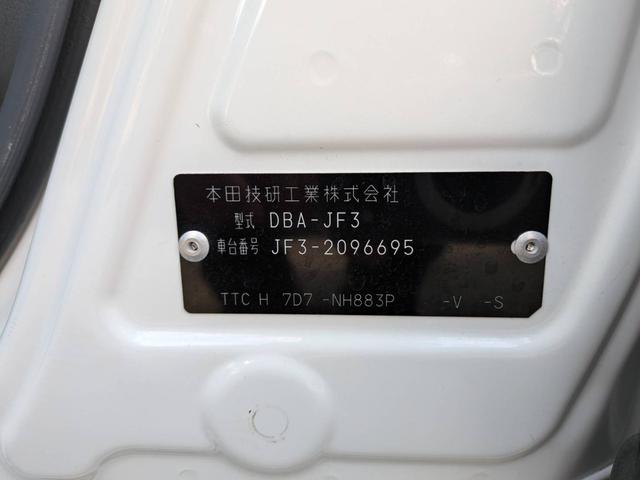 本田技研工業株式会社
型式 DBA-JF3
車台番号 JF3-2096695
TTC H 7D7 -NH883P -V -S